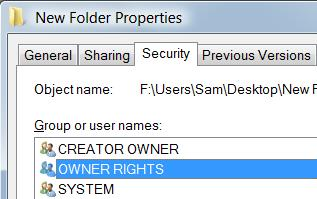 New Folder Properties
General Sharing Security Previous Versions
Object name: F:\Users\Sam\Desktop\New F
Group or user names:
CREATOR OWNER
OWNER RIGHTS
SYSTEM